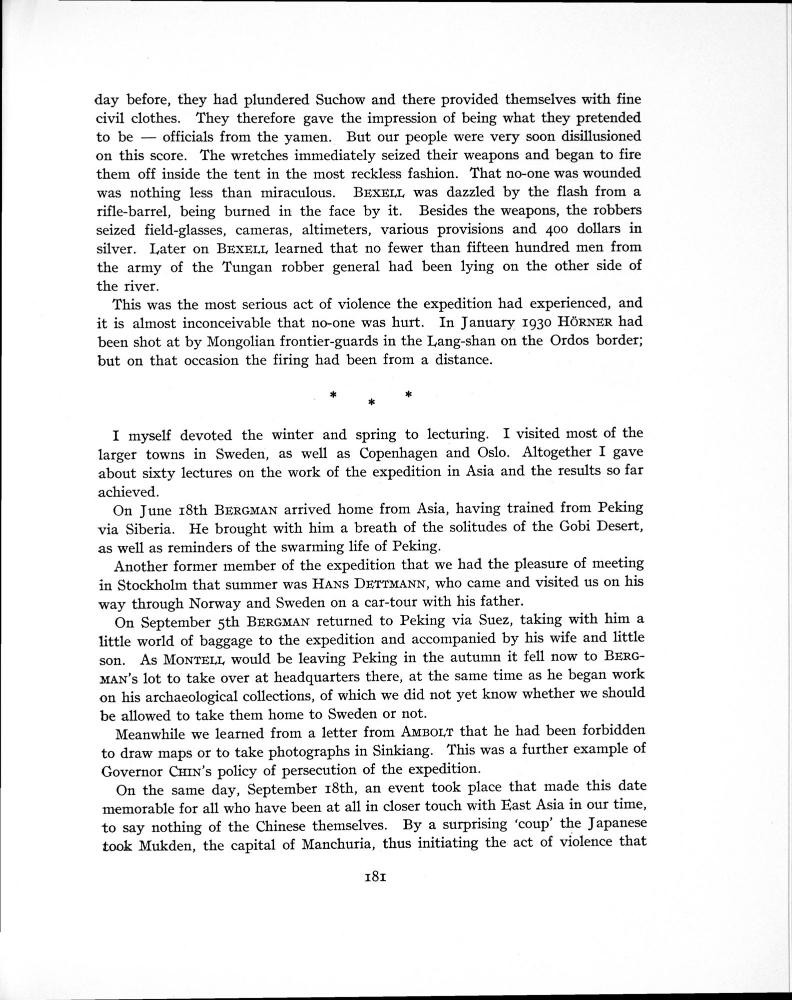 day before, they had plundered Suchow and there provided themselves with fine
civil clothes. They therefore gave the impression of being what they pretended
to be — officials from the yamen. But our people were very soon disillusioned
on this score. The wretches immediately seized their weapons and began to fire
them off inside the tent in the most reckless fashion. That no-one was wounded
was nothing less than miraculous. BEXELL was dazzled by the flash from a
rifle-barrel, being burned in the face by it. Besides the weapons, the robbers
seized field-glasses, cameras, altimeters, various provisions and 400 dollars in
silver. Later on BEXELL learned that no fewer than fifteen hundred men from
the army of the Tungan robber general had been lying on the other side of
the river.
This was the most serious act of violence the expedition had experienced, and
it is almost inconceivable that no-one was hurt. In January 1930 HÖRNER had
been shot at by Mongolian frontier-guards in the Lang-shan on the Ordos border;
but on that occasion the firing had been from a distance.
* * *
I myself devoted the winter and spring to lecturing. I visited most of the
larger towns in Sweden, as well as Copenhagen and Oslo. Altogether I gave
about sixty lectures on the work of the expedition in Asia and the results so far
achieved.
On June 18th BERGMAN arrived home from Asia, having trained from Peking
via Siberia. He brought with him a breath of the solitudes of the Gobi Desert,
as well as reminders of the swarming life of Peking.
Another former member of the expedition that we had the pleasure of meeting
in Stockholm that summer was HANS DETTMANN, who came and visited us on his
way through Norway and Sweden on a car-tour with his father.
On September 5th BERGMAN returned to Peking via Suez, taking with him a
little world of baggage to the expedition and accompanied by his wife and little
son. As MONTELL would be leaving Peking in the autumn it fell now to BERG-
MAN's lot to take over at headquarters there, at the same time as he began work
on his archaeological collections, of which we did not yet know whether we should
be allowed to take them home to Sweden or not.
Meanwhile we learned from a letter from AMBOLT that he had been forbidden
to draw maps or to take photographs in Sinkiang. This was a further example of
Governor CHIN's policy of persecution of the expedition.
On the same day, September 18th, an event took place that made this date
memorable for all who have been at all in closer touch with East Asia in our time,
to say nothing of the Chinese themselves. By a surprising 'coup' the Japanese
took Mukden, the capital of Manchuria, thus initiating the act of violence that
181